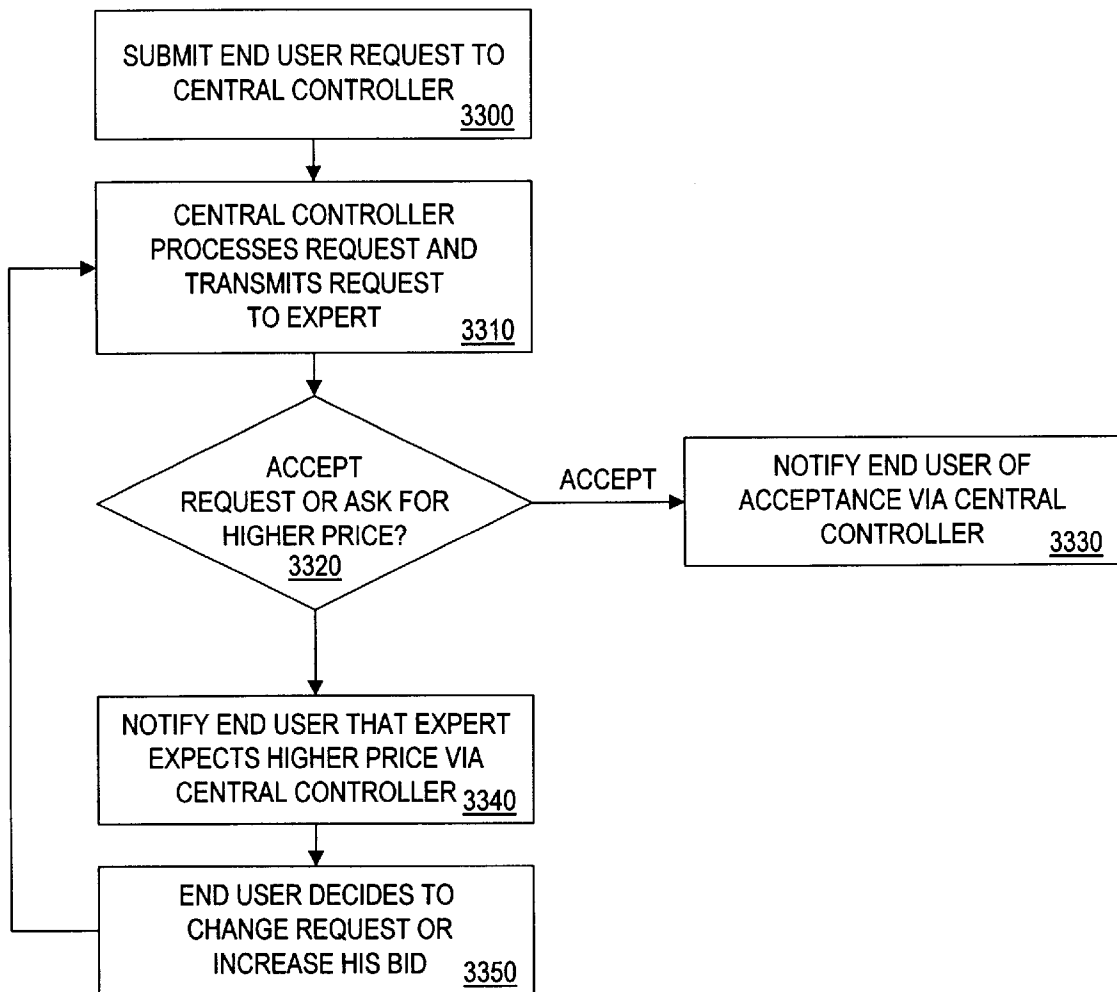 SUBMIT END USER REQUEST TO
CENTRAL CONTROLLER
3300
CENTRAL CONTROLLER
PROCESSES REQUEST AND
TRANSMITS REQUEST
TO EXPERT
3310
ACCEPT
REQUEST OR ASK FOR
HIGHER PRICE?
3320
ACCEPT
NOTIFY END USER OF
ACCEPTANCE VIA CENTRAL
CONTROLLER
3330
NOTIFY END USER THAT EXPERT
EXPECTS HIGHER PRICE VIA
CENTRAL CONTROLLER
3340
END USER DECIDES TO
CHANGE REQUEST OR
INCREASE HIS BID
3350